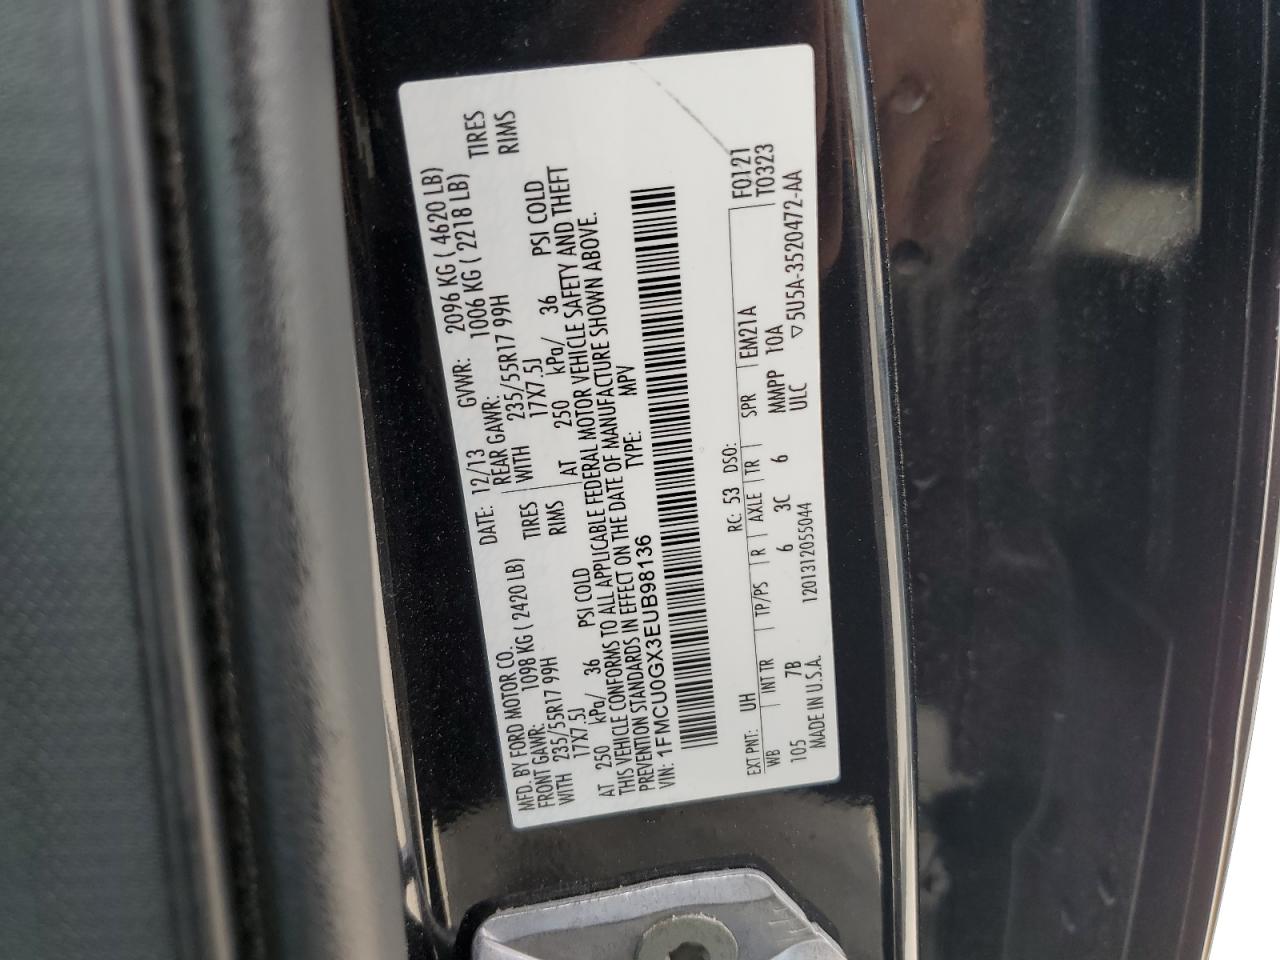 MFD. BY FORD MOTOR CO. DATE: 12/13 GVWR: 2096 KG ( 4620 LB)
FRONT GAWR: 1098 KG ( 2420 LB) REAR GAWR: 1006 KG ( 2218 LB)
WITH 235/55R17 99H TIRES WITH 235/55R17 99H TIRES
17X7.5J RIMS 17X7.5J RIMS
AT 250 kPa/ 36 PSI COLD AT 250 kPa/ 36 PSI COLD
THIS VEHICLE CONFORMS TO ALL APPLICABLE FEDERAL MOTOR VEHICLE SAFETY AND THEFT
PREVENTION STANDARDS IN EFFECT ON THE DATE OF MANUFACTURE SHOWN ABOVE.
VIN: 1FMCU0GX3EUB98136 TYPE: MPV
F0121
T0323
EXT PNT: UH RC: 53 DSO:
WB INT TR TP/PS R AXLE TR SPR EM21A
105 7B 6 3C 6 MMPP 10A
MADE IN U.S.A. 1201312055044 ULC ▽5U5A-3520472-AA